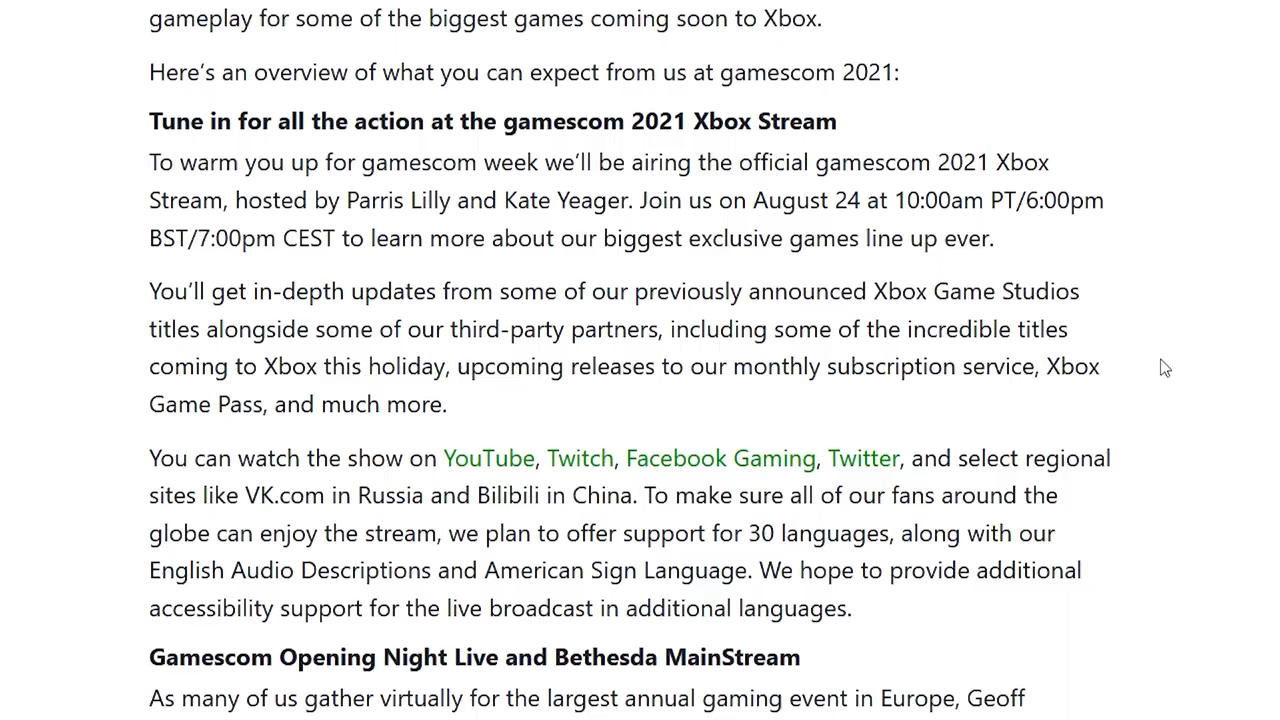 gameplay for some of the biggest games coming soon to Xbox.
Here’s an overview of what you can expect from us at gamescom 2021:
Tune in for all the action at the gamescom 2021 Xbox Stream
To warm you up for gamescom week we’ll be airing the official gamescom 2021 Xbox
Stream, hosted by Parris Lilly and Kate Yeager. Join us on August 24 at 10:00am PT/6:00pm
BST/7:00pm CEST to learn more about our biggest exclusive games line up ever.
You’ll get in-depth updates from some of our previously announced Xbox Game Studios
titles alongside some of our third-party partners, including some of the incredible titles
coming to Xbox this holiday, upcoming releases to our monthly subscription service, Xbox
Game Pass, and much more.
You can watch the show on YouTube, Twitch, Facebook Gaming, Twitter, and select regional
sites like VK.com in Russia and Bilibili in China. To make sure all of our fans around the
globe can enjoy the stream, we plan to offer support for 30 languages, along with our
English Audio Descriptions and American Sign Language. We hope to provide additional
accessibility support for the live broadcast in additional languages.
Gamescom Opening Night Live and Bethesda MainStream
As many of us gather virtually for the largest annual gaming event in Europe, Geoff